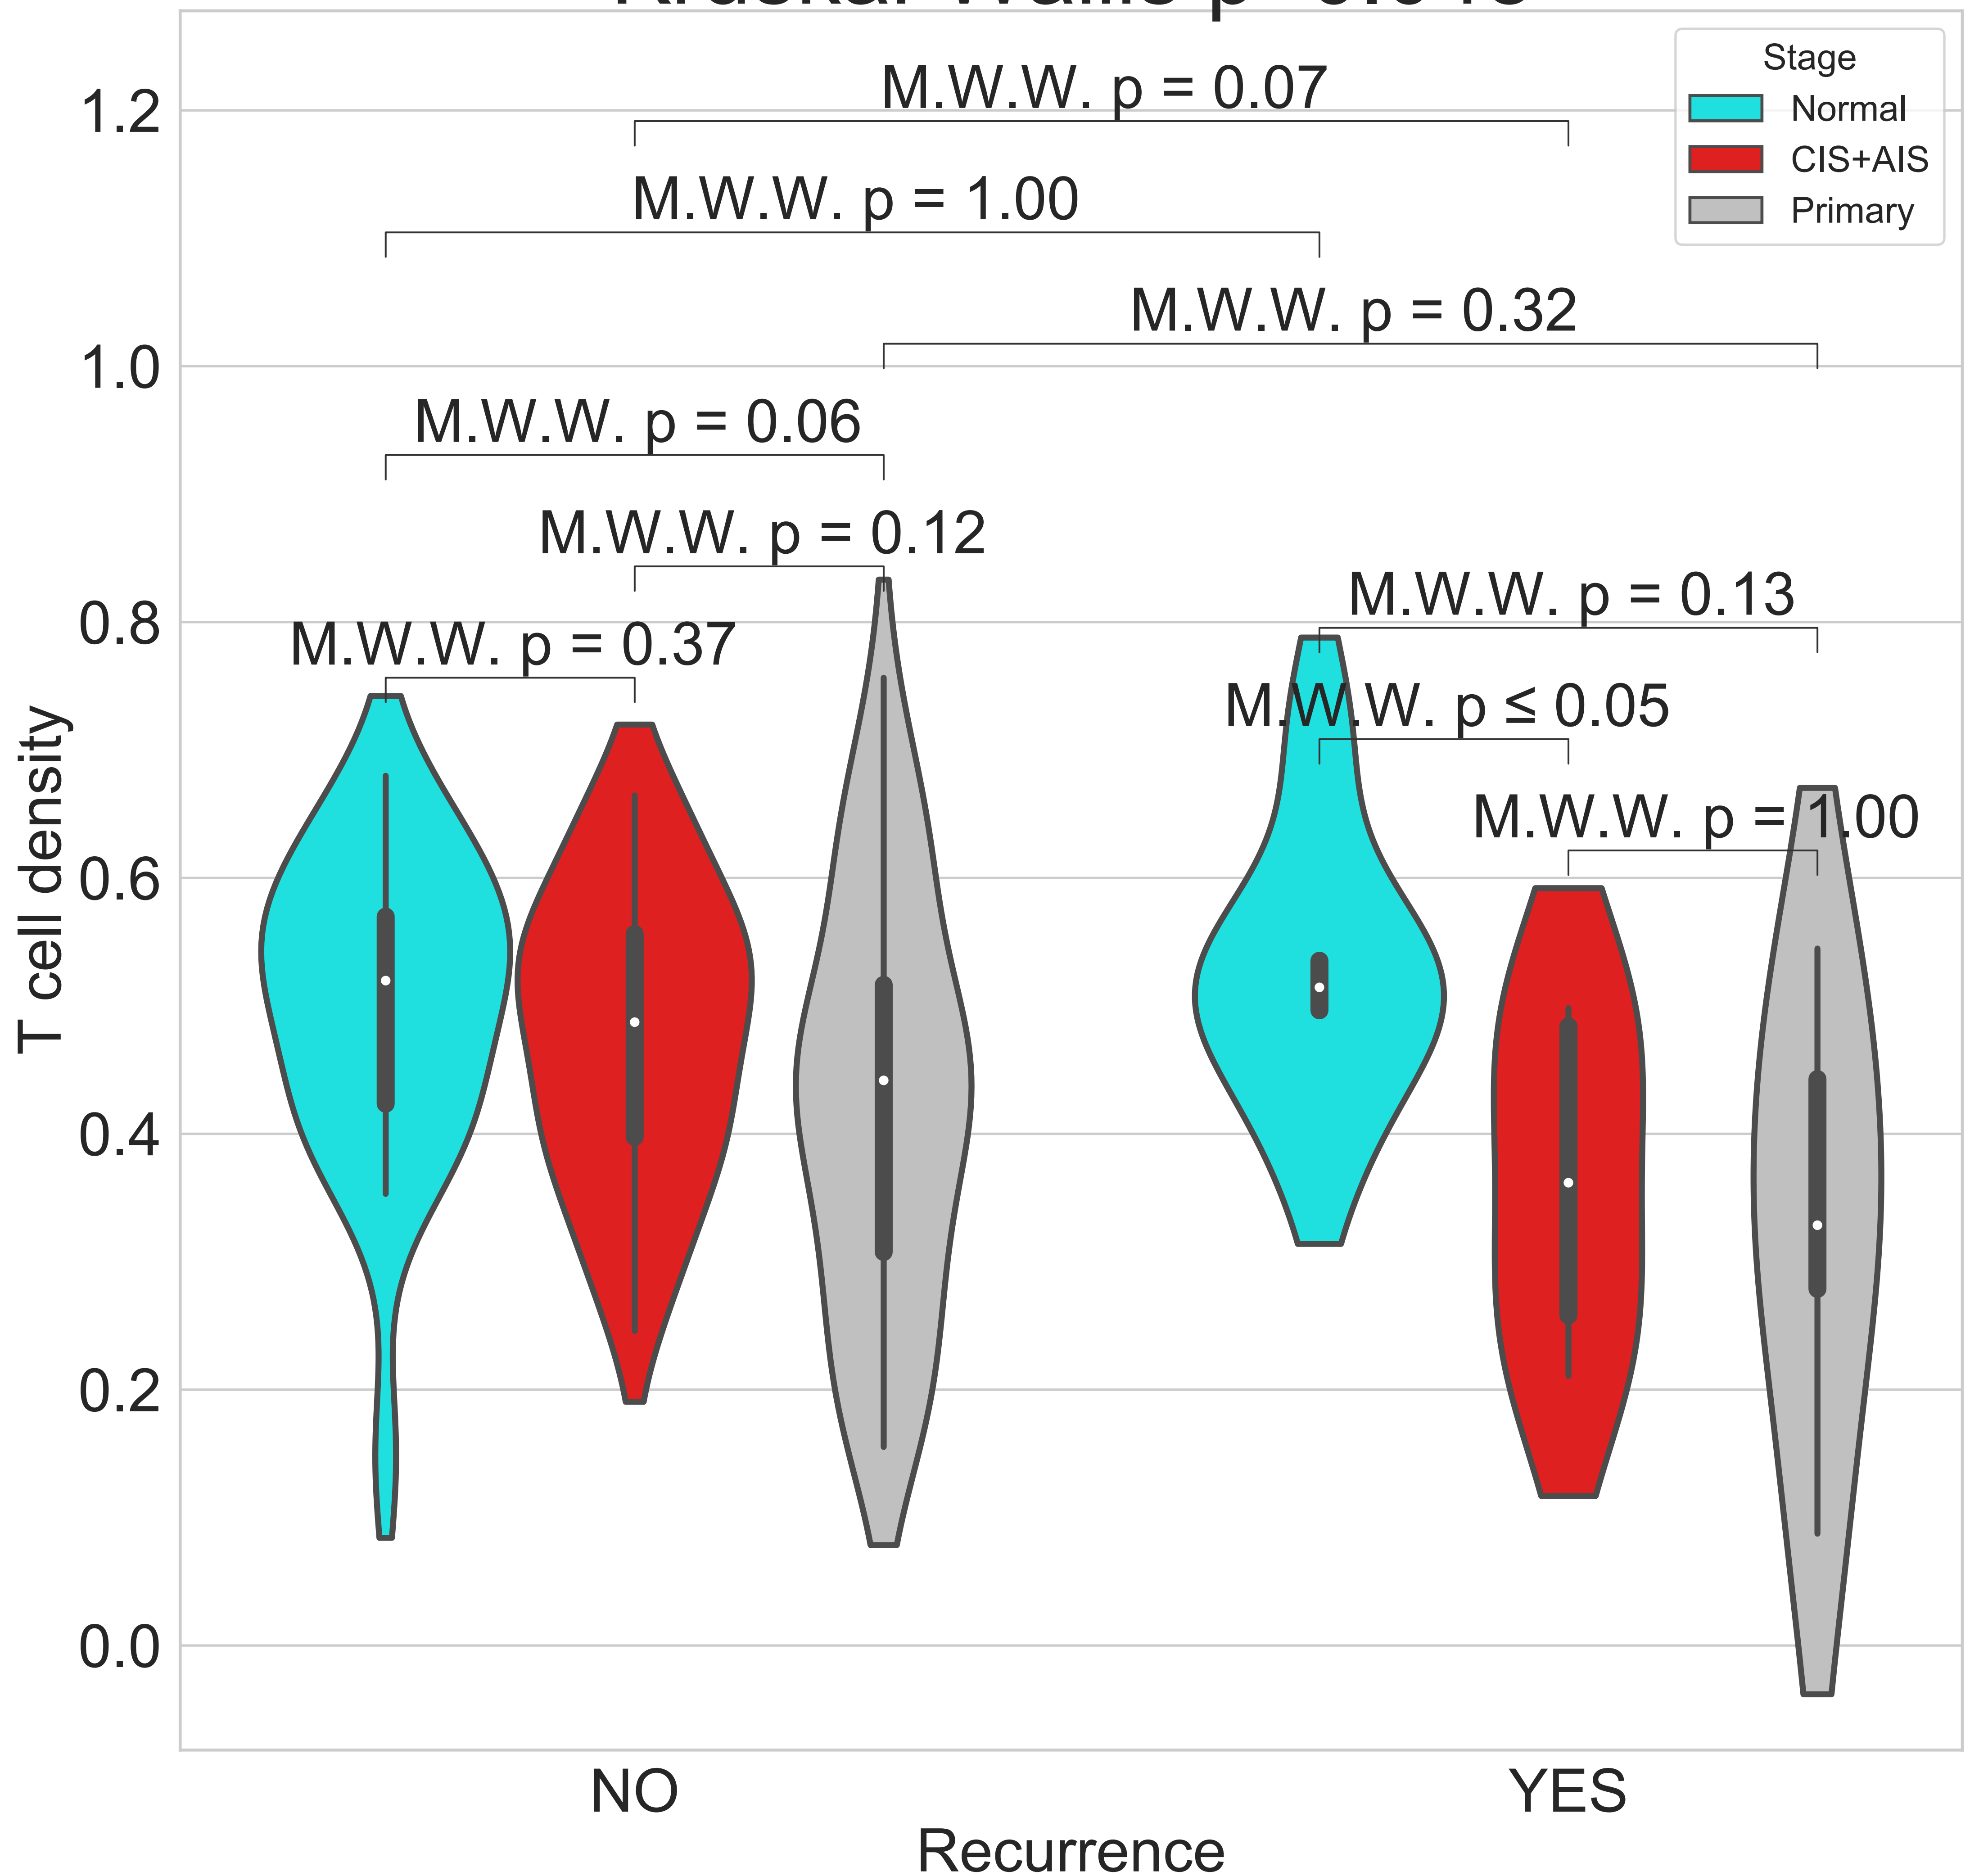 Stage
Normal
CIS+AIS
Primary
M.W.W. p = 0.07
M.W.W. p = 1.00
M.W.W. p = 0.32
M.W.W. p = 0.06
M.W.W. p = 0.12
M.W.W. p = 0.37
M.W.W. p = 0.13
M.W.W. p ≤ 0.05
M.W.W. p = 1.00
T cell density
1.2
1.0
0.8
0.6
0.4
0.2
0.0
NO
YES
Recurrence